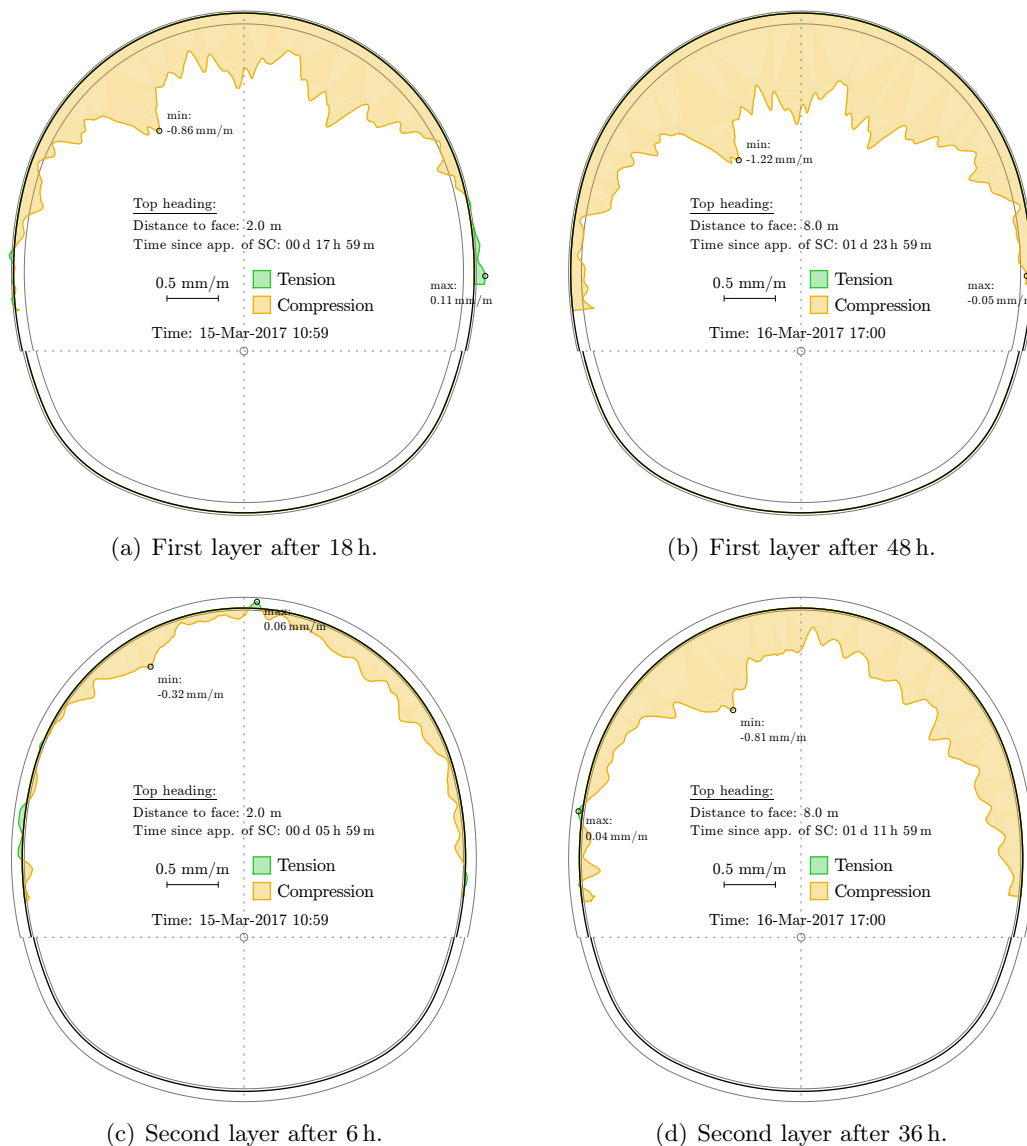 min:
-0.86 mm/m
Top heading:
Distance to face: 2.0 m
Time since app. of SC: 00 d 17 h 59 m
0.5 mm/m
Tension
Compression
max:
0.11 mm/m
Time: 15-Mar-2017 10:59
(a) First layer after 18 h.
min:
-1.22 mm/m
Top heading:
Distance to face: 8.0 m
Time since app. of SC: 01 d 23 h 59 m
0.5 mm/m
Tension
Compression
max:
-0.05 mm/m
Time: 16-Mar-2017 17:00
(b) First layer after 48 h.
max:
0.06 mm/m
min:
-0.32 mm/m
Top heading:
Distance to face: 2.0 m
Time since app. of SC: 00 d 05 h 59 m
0.5 mm/m
Tension
Compression
Time: 15-Mar-2017 10:59
(c) Second layer after 6 h.
min:
-0.81 mm/m
Top heading:
Distance to face: 8.0 m
max:
0.04 mm/m
Time since app. of SC: 01 d 11 h 59 m
0.5 mm/m
Tension
Compression
Time: 16-Mar-2017 17:00
(d) Second layer after 36 h.